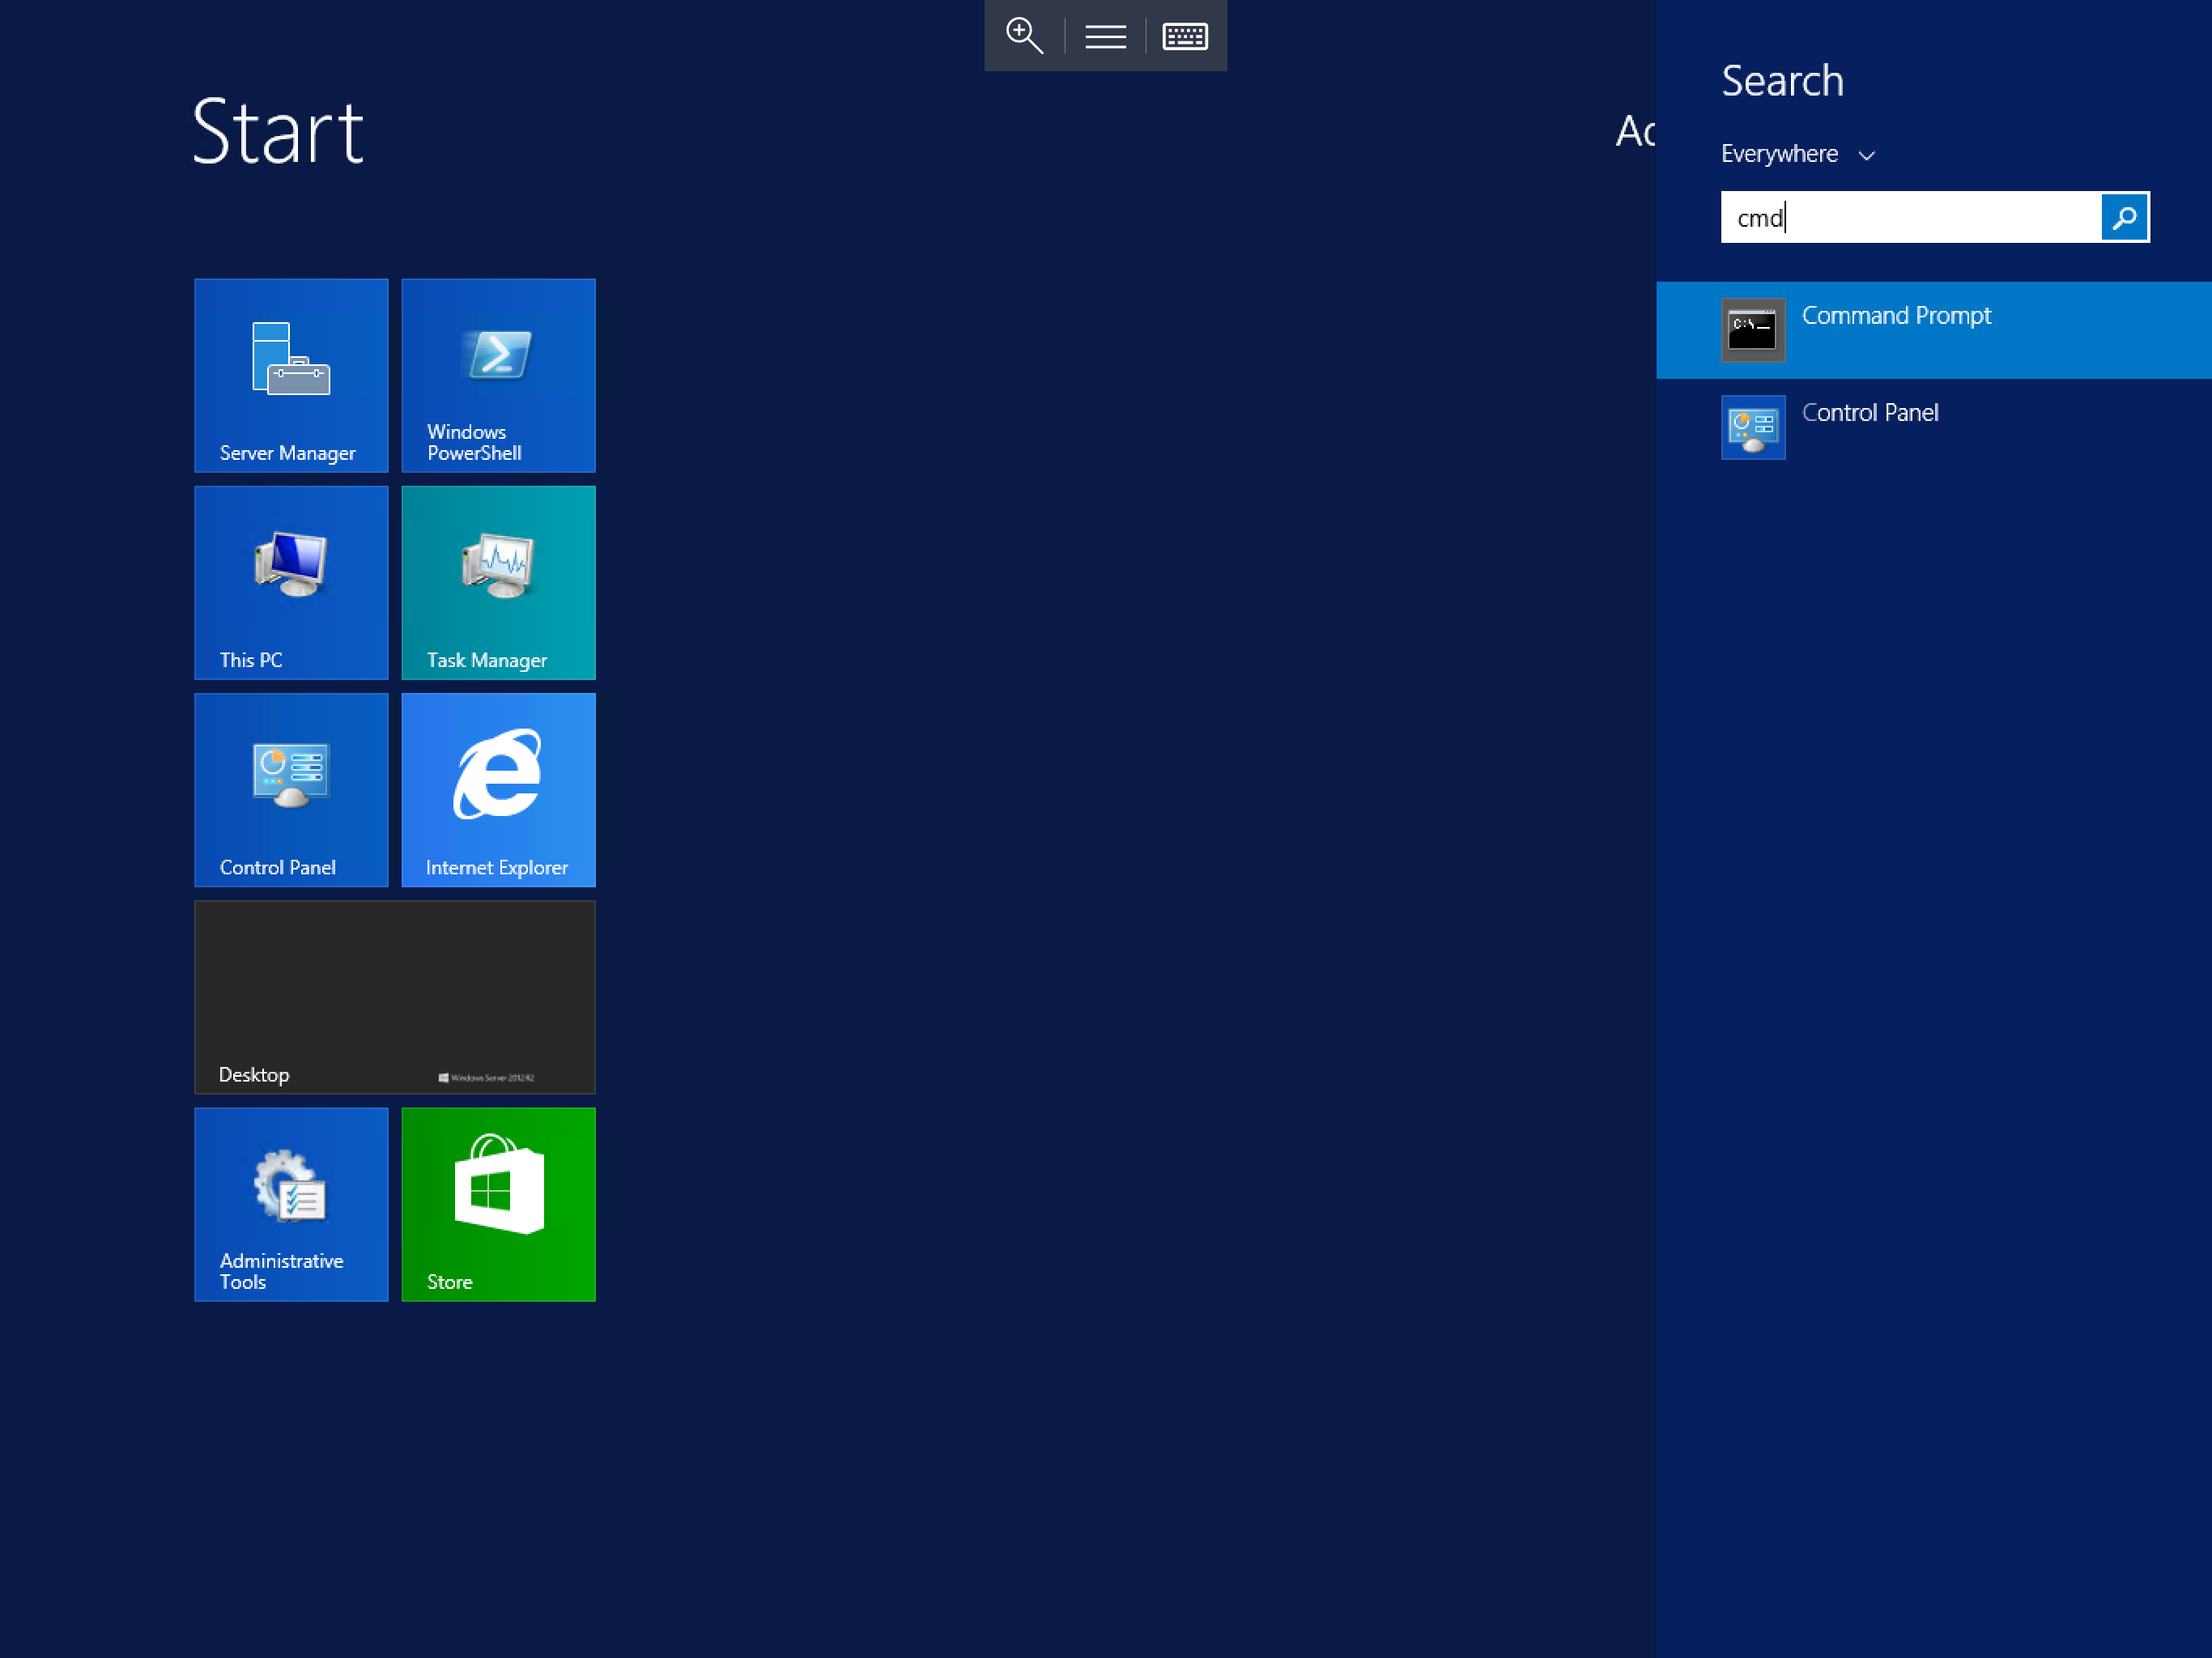 Start
Ac
Search
Everywhere
cmd
Command Prompt
Control Panel
Server Manager
Windows
PowerShell
This PC
Task Manager
Control Panel
Internet Explorer
Desktop
Windows Server 2012 R2
Administrative
Tools
Store